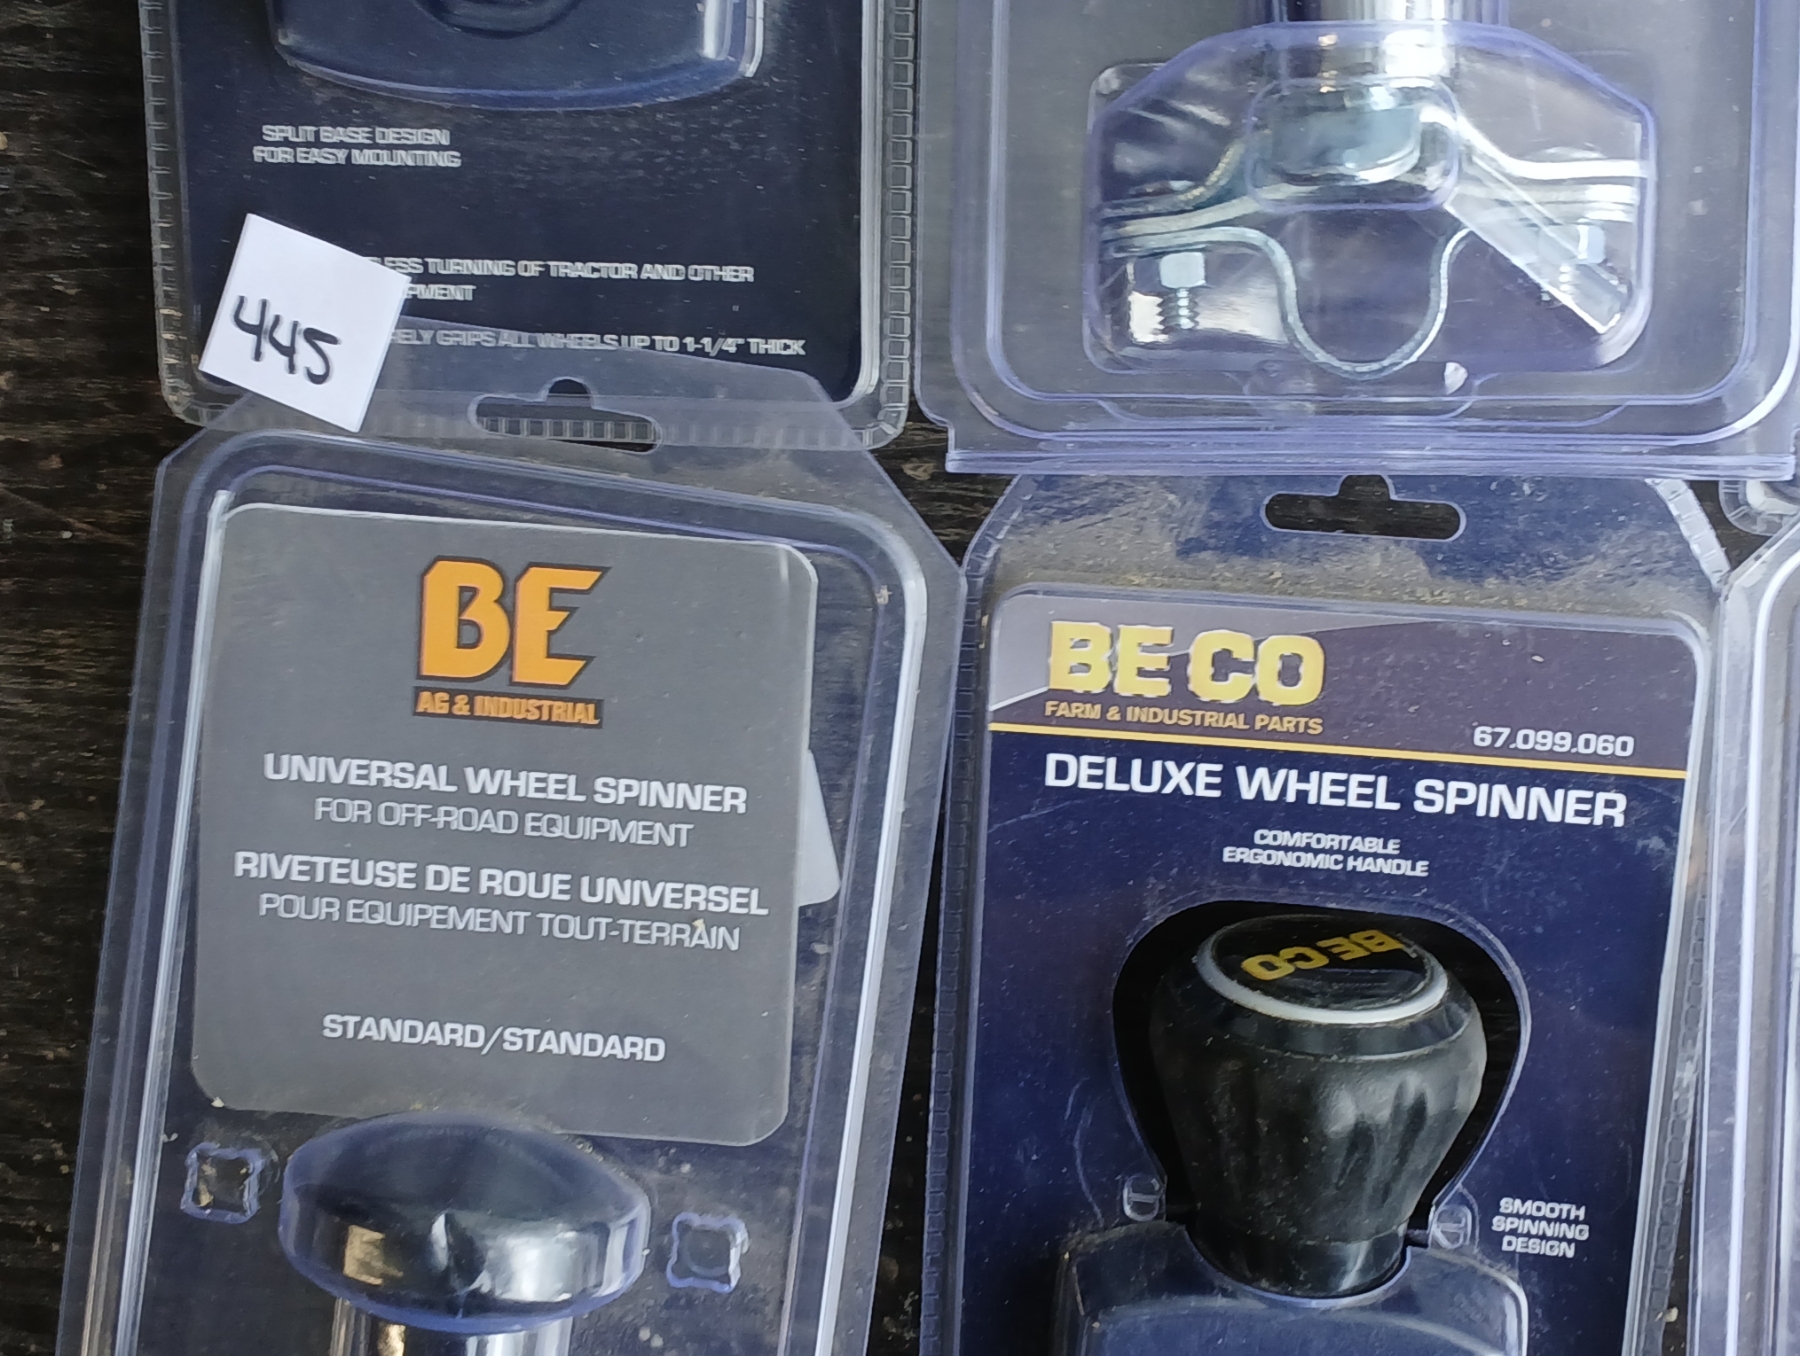 SPLIT BASE DESIGN
FOR EASY MOUNTING
LESS TURNING OF TRACTOR AND OTHER
PMENT
ELY GRIPS ALL WHEELS UP TO 1-1/4" THICK
445
BE
AG & INDUSTRIAL
UNIVERSAL WHEEL SPINNER
FOR OFF-ROAD EQUIPMENT
RIVETEUSE DE ROUE UNIVERSEL
POUR EQUIPEMENT TOUT-TERRAIN
STANDARD/STANDARD
BE CO
FARM & INDUSTRIAL PARTS
67.099.060
DELUXE WHEEL SPINNER
COMFORTABLE
ERGONOMIC HANDLE
BE CO
SMOOTH
SPINNING
DESIGN